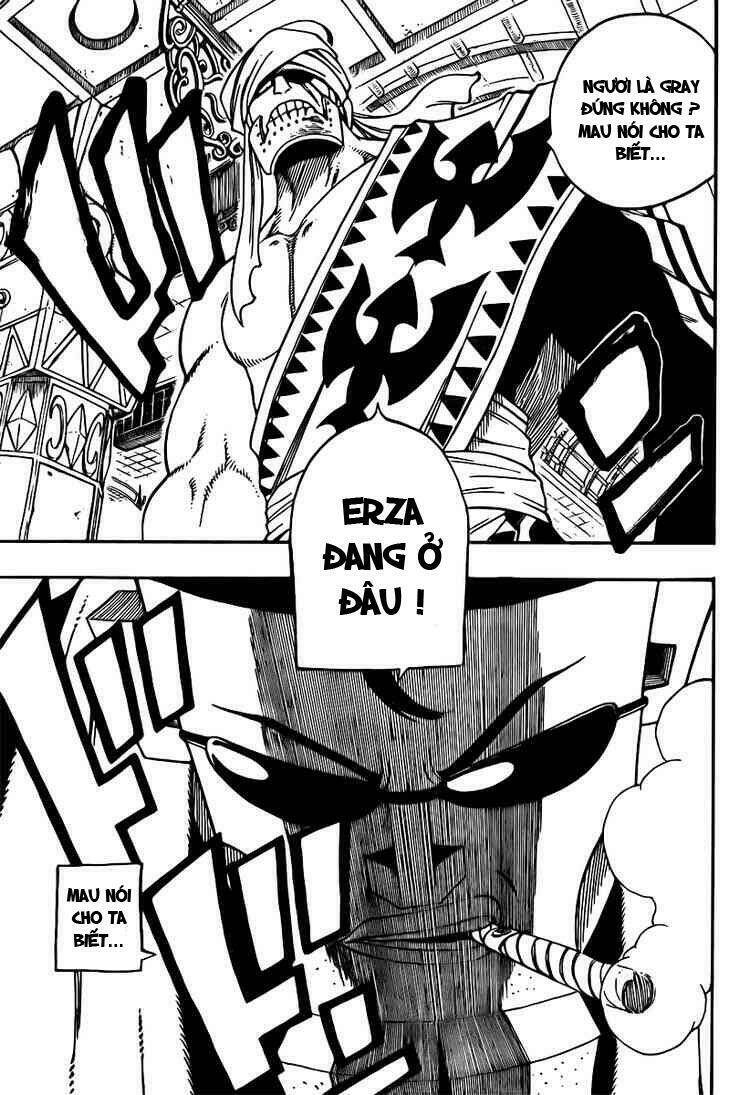 NGƯƠI LÀ GRAY
ĐÚNG KHÔNG ?
MAU NÓI CHO TA
BIẾT...
ERZA
ĐANG Ở
ĐÂU !
MAU NÓI
CHO TA
BIẾT...